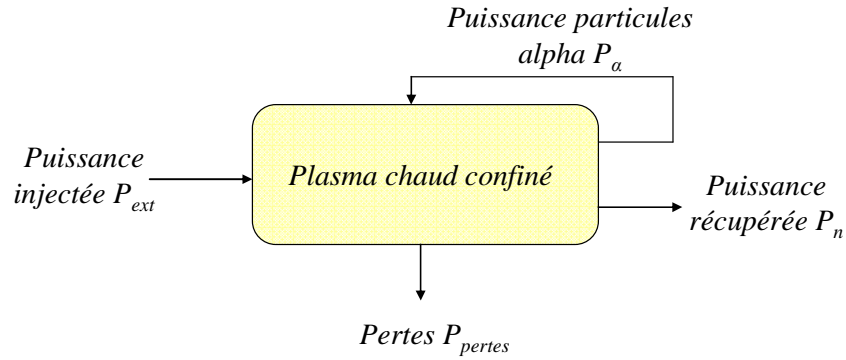 Puissance particules
alpha Pα
Puissance
injectée Pext
Plasma chaud confiné
Puissance
récupérée Pn
Pertes Ppertes